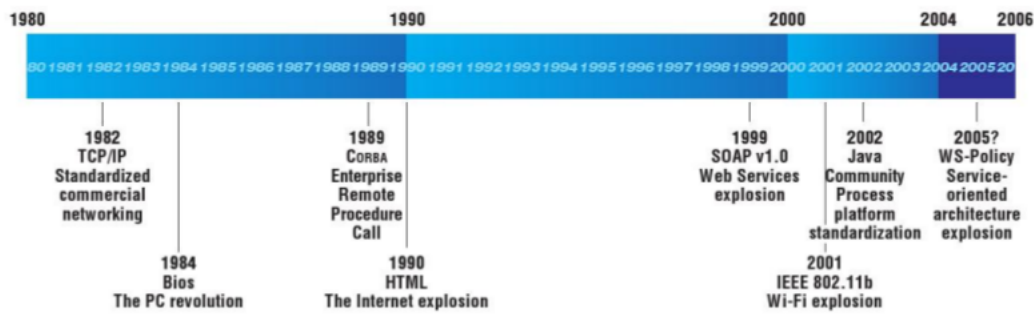 1980 1990 2000 2004 2006
80 1981 1982 1983 1984 1985 1986 1987 1988 1989 1990 1991 1992 1993 1994 1995 1996 1997 1998 1999 2000 2001 2002 2003 2004 2005 20
1982
TCP/IP
Standardized
commercial
networking
1984
Bios
The PC revolution
1989
CORBA
Enterprise
Remote
Procedure
Call
1990
HTML
The Internet explosion
1999
SOAP v1.0
Web Services
explosion
2001
IEEE 802.11b
Wi-Fi explosion
2002
Java
Community
Process
platform
standardization
2005?
WS-Policy
Service-
oriented
architecture
explosion